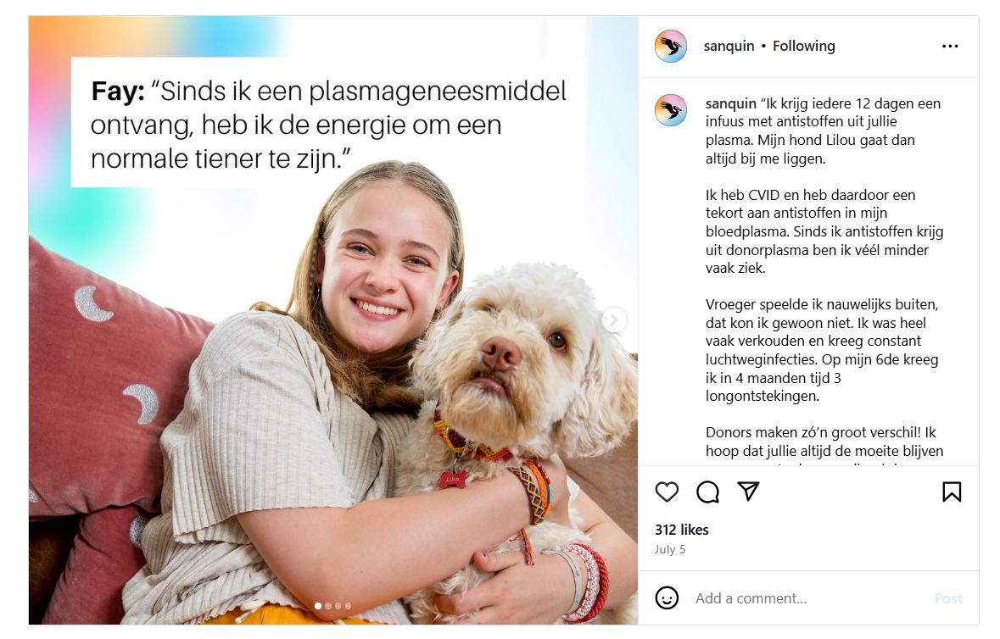 Fay: “Sinds ik een plasmageneesmiddel
ontvang, heb ik de energie om een
normale tiener te zijn.”
Lilou
sanquin • Following
sanquin “Ik krijg iedere 12 dagen een
infuus met antistoffen uit jullie
plasma. Mijn hond Lilou gaat dan
altijd bij me liggen.
Ik heb CVID en heb daardoor een
tekort aan antistoffen in mijn
bloedplasma. Sinds ik antistoffen krijg
uit donorplasma ben ik véél minder
vaak ziek.
Vroeger speelde ik nauwelijks buiten,
dat kon ik gewoon niet. Ik was heel
vaak verkouden en kreeg constant
luchtweginfecties. Op mijn 6de kreeg
ik in 4 maanden tijd 3
longontstekingen.
Donors maken zó’n groot verschil! Ik
hoop dat jullie altijd de moeite blijven
312 likes
July 5
Add a comment...
Post